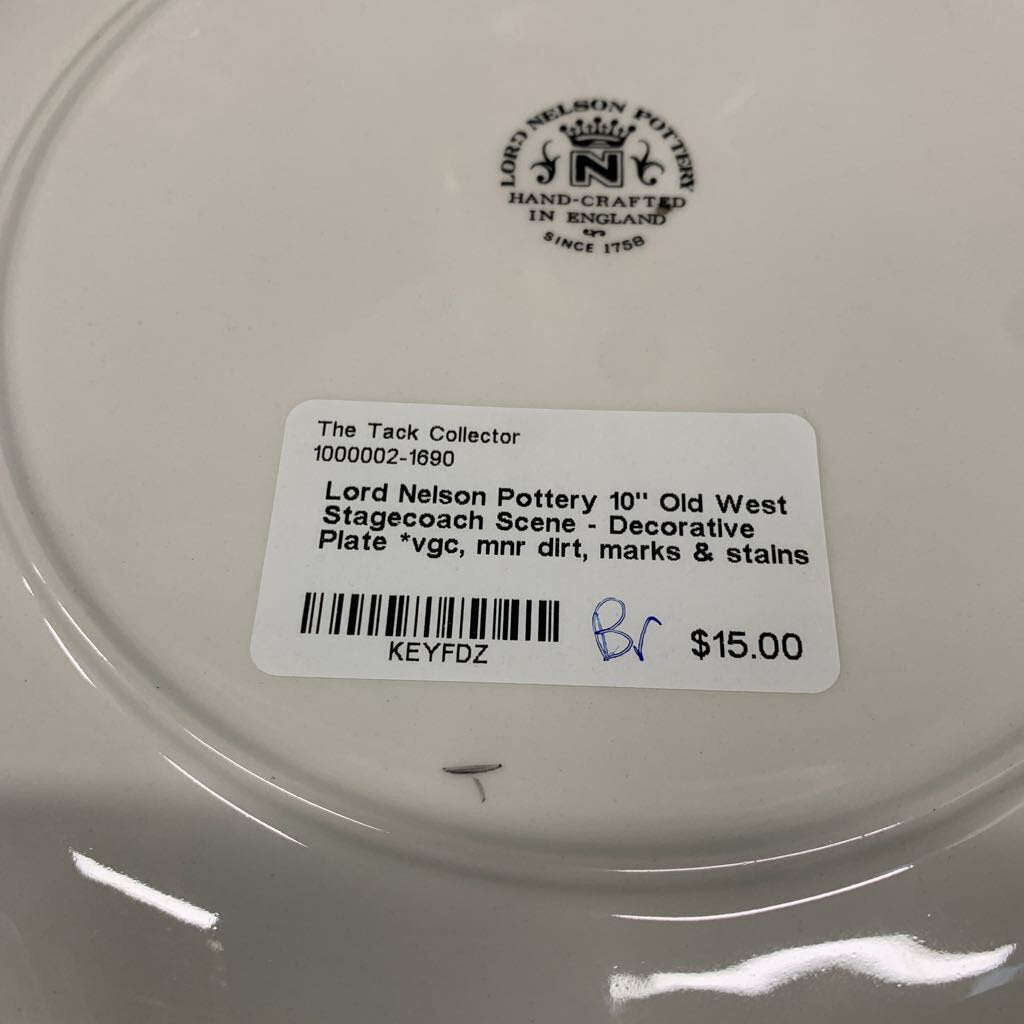 LORD NELSON POTTERY
N
HAND-CRAFTED
IN ENGLAND
SINCE 1758
The Tack Collector
1000002-1690
Lord Nelson Pottery 10" Old West
Stagecoach Scene - Decorative
Plate *vgc, mnr dirt, marks & stains
KEYFDZ Br $15.00